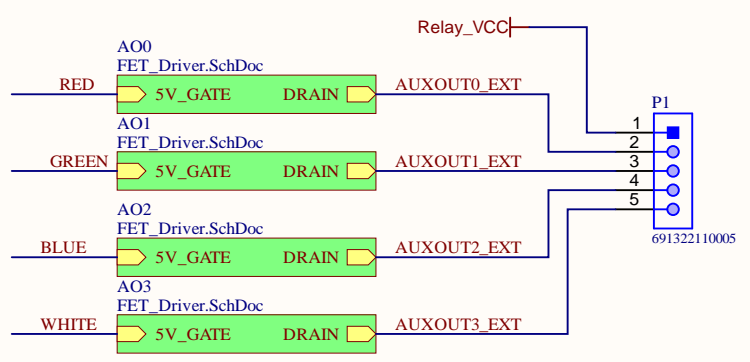 Relay_VCC
AO0
FET_Driver.SchDoc
RED 5V_GATE DRAIN AUXOUT0_EXT
P1
1
AO1
2
FET_Driver.SchDoc
GREEN 5V_GATE DRAIN AUXOUT1_EXT
3
4
5
AO2
FET_Driver.SchDoc
691322110005
BLUE 5V_GATE DRAIN AUXOUT2_EXT
AO3
FET_Driver.SchDoc
WHITE 5V_GATE DRAIN AUXOUT3_EXT